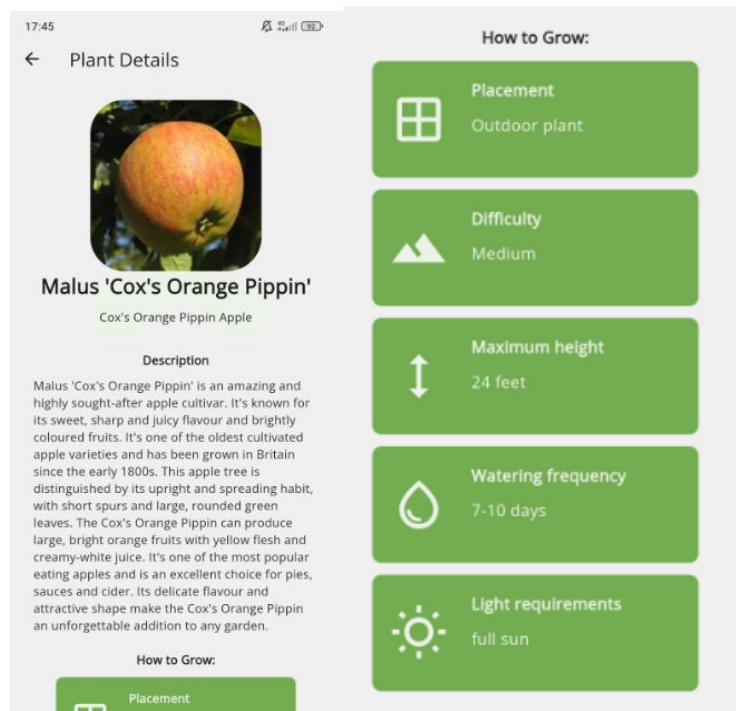 17:45
4G
92
Plant Details
Malus 'Cox's Orange Pippin'
Cox's Orange Pippin Apple
Description
Malus 'Cox's Orange Pippin' is an amazing and
highly sought-after apple cultivar. It's known for
its sweet, sharp and juicy flavour and brightly
coloured fruits. It's one of the oldest cultivated
apple varieties and has been grown in Britain
since the early 1800s. This apple tree is
distinguished by its upright and spreading habit,
with short spurs and large, rounded green
leaves. The Cox's Orange Pippin can produce
large, bright orange fruits with yellow flesh and
creamy-white juice. It's one of the most popular
eating apples and is an excellent choice for pies,
sauces and cider. Its delicate flavour and
attractive shape make the Cox's Orange Pippin
an unforgettable addition to any garden.
How to Grow:
Placement
How to Grow:
Placement
Outdoor plant
Difficulty
Medium
Maximum height
24 feet
Watering frequency
7-10 days
Light requirements
full sun